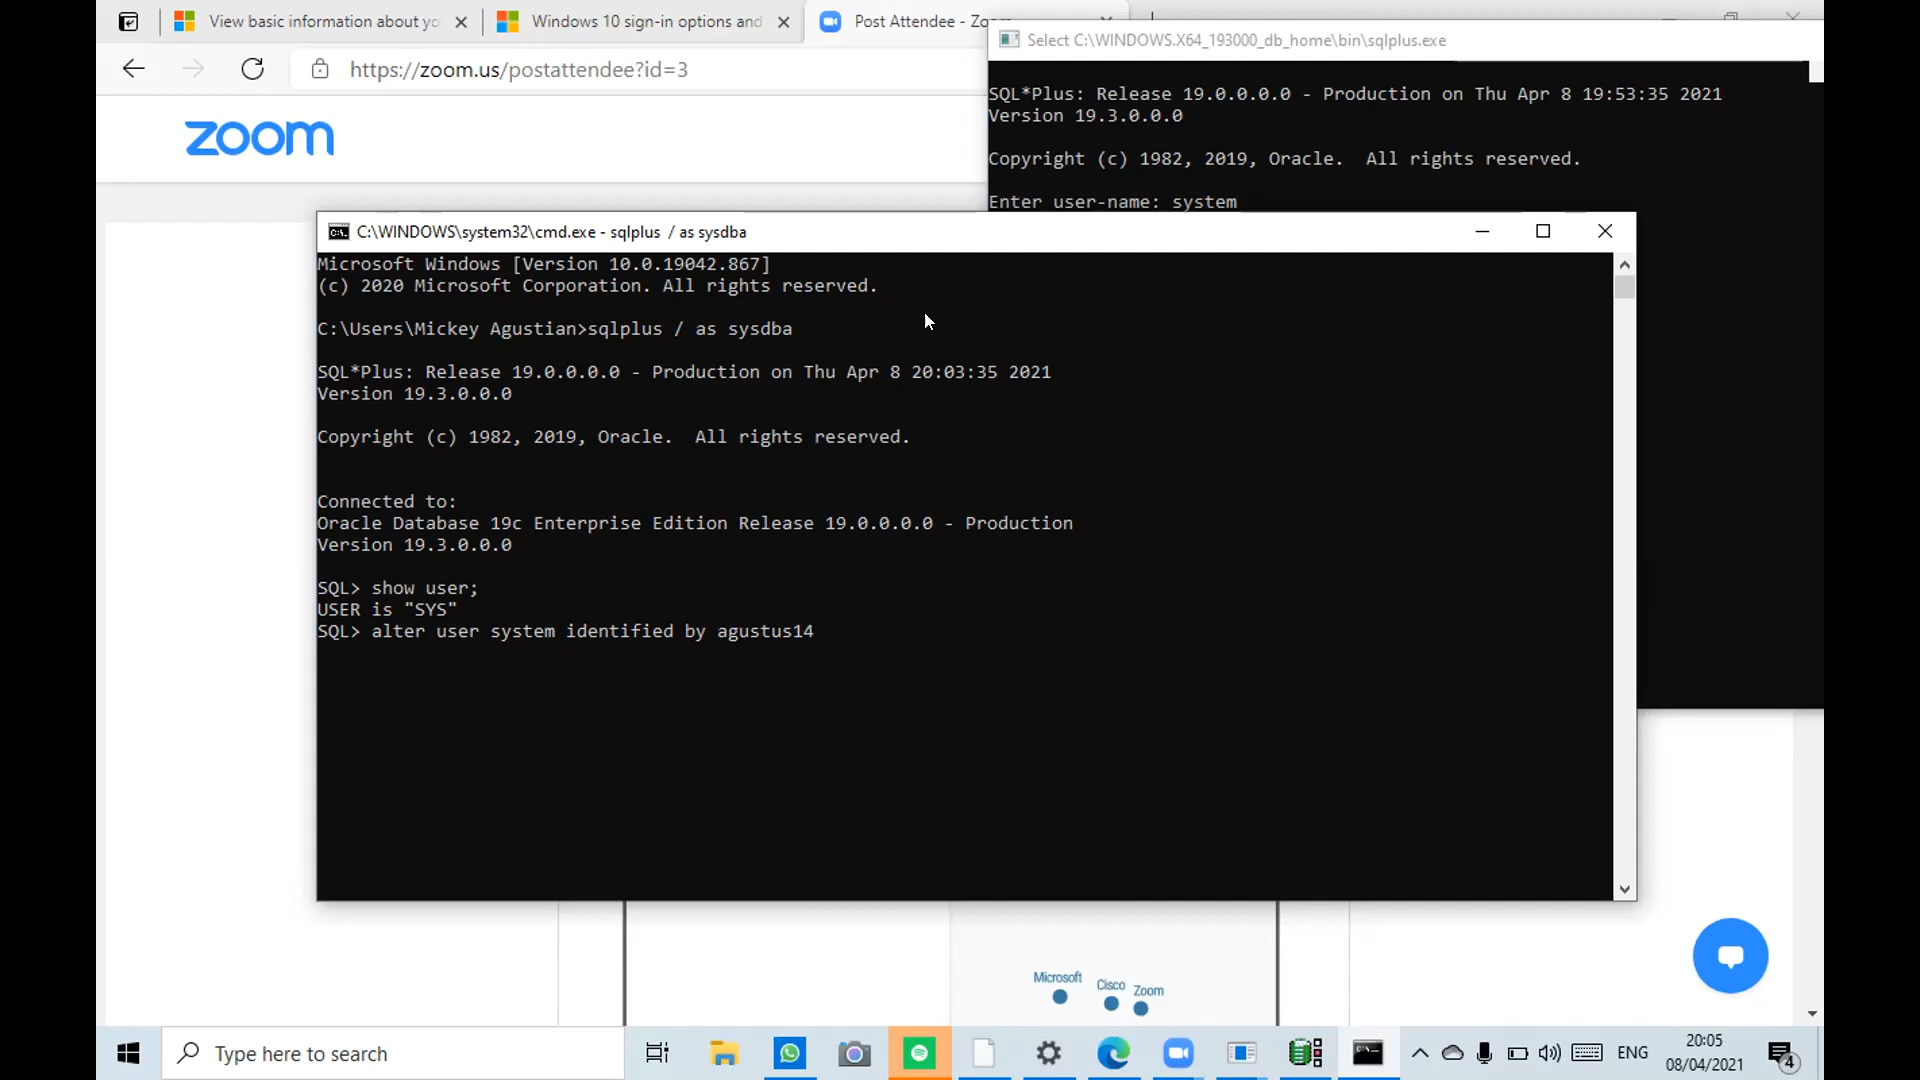 View basic information about yo
Windows 10 sign-in options and
Post Attendee - Zo
https://zoom.us/postattendee?id=3
zoom
Select C:\WINDOWS.X64_193000_db_home\bin\sqlplus.exe
SQL*Plus: Release 19.0.0.0.0 - Production on Thu Apr 8 19:53:35 2021
Version 19.3.0.0.0
Copyright (c) 1982, 2019, Oracle.  All rights reserved.
Enter user-name: system
C:\WINDOWS\system32\cmd.exe - sqlplus  / as sysdba
Microsoft Windows [Version 10.0.19042.867]
(c) 2020 Microsoft Corporation. All rights reserved.
C:\Users\Mickey Agustian>sqlplus / as sysdba
SQL*Plus: Release 19.0.0.0.0 - Production on Thu Apr 8 20:03:35 2021
Version 19.3.0.0.0
Copyright (c) 1982, 2019, Oracle.  All rights reserved.
Connected to:
Oracle Database 19c Enterprise Edition Release 19.0.0.0.0 - Production
Version 19.3.0.0.0
SQL> show user;
USER is "SYS"
SQL> alter user system identified by agustus14
Microsoft
Cisco
Zoom
Type here to search
ENG
20:05
08/04/2021
4